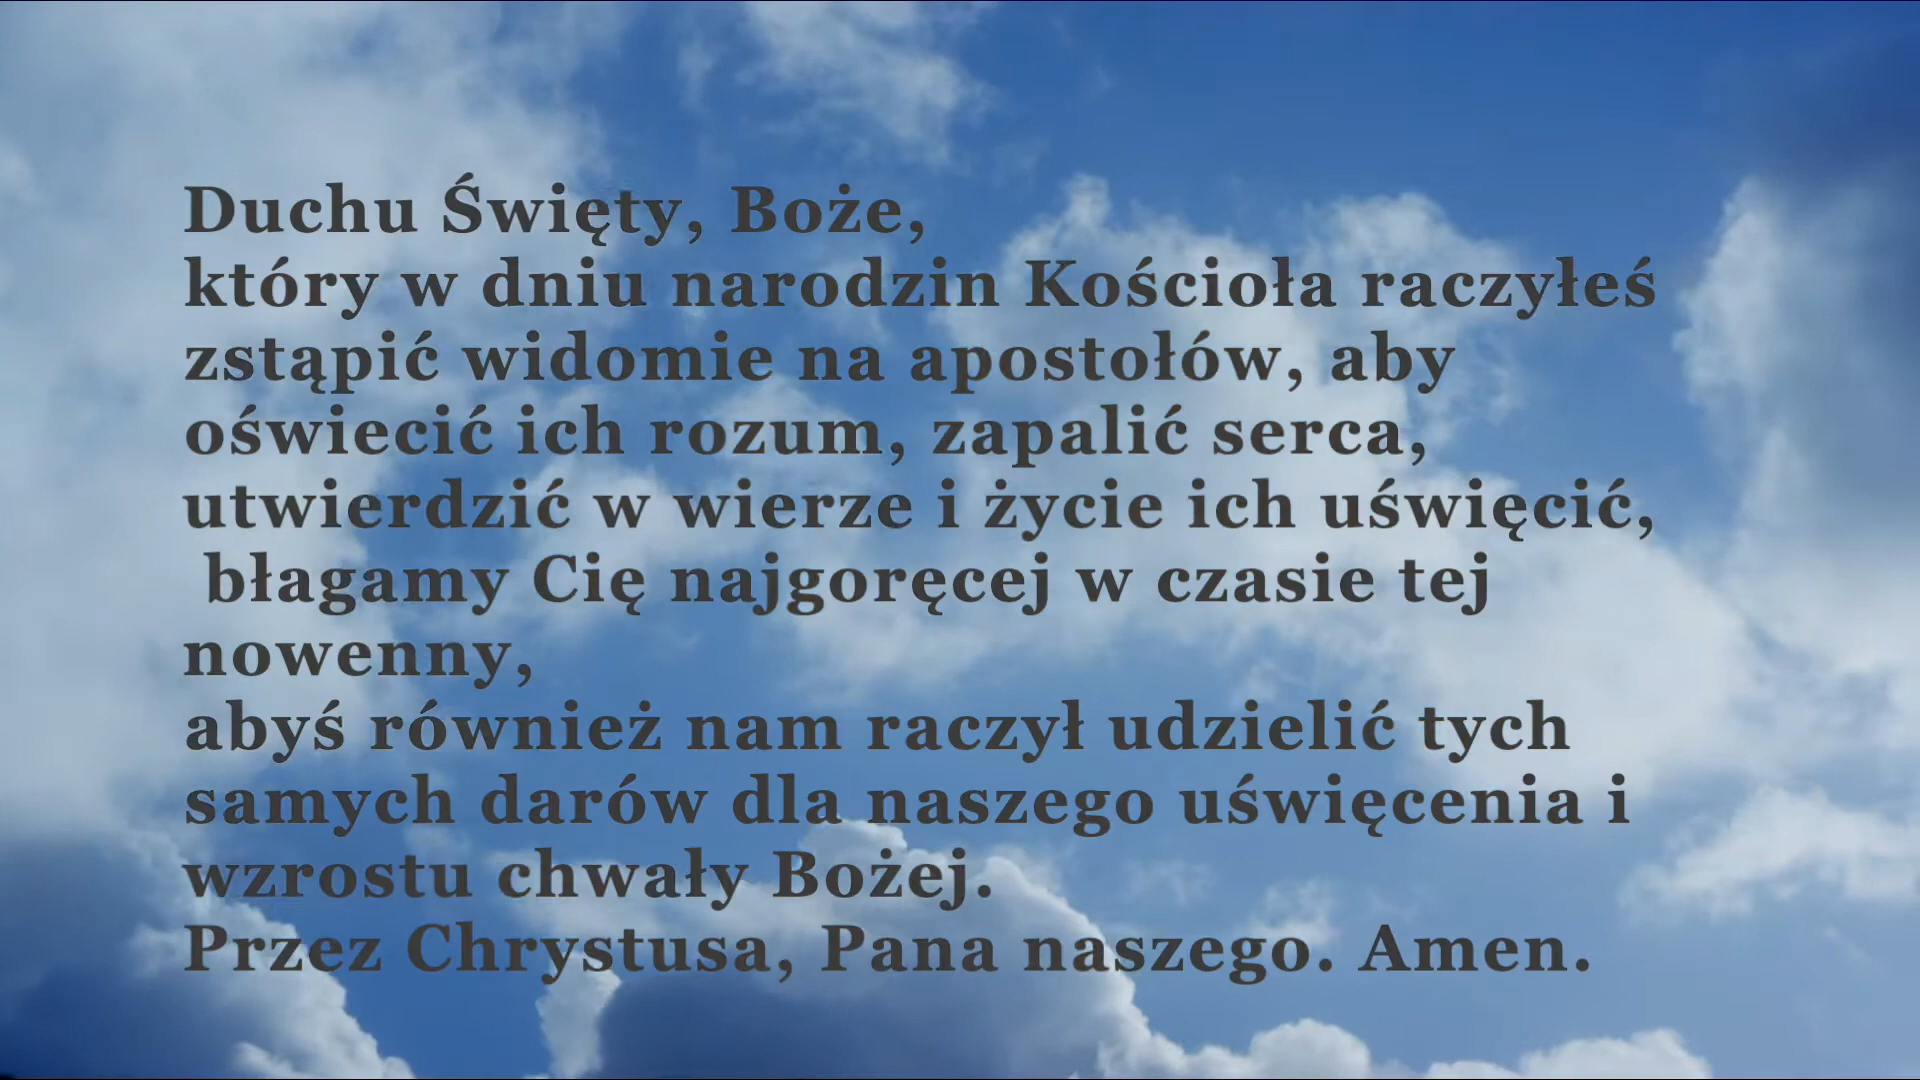 Duchu Święty, Boże,
który w dniu narodzin Kościoła raczyłeś
zstąpić widomie na apostołów, aby
oświecić ich rozum, zapalić serca,
utwierdzić w wierze i życie ich uświęcić,
błagamy Cię najgoręcej w czasie tej
nowenny,
abyś również nam raczył udzielić tych
samych darów dla naszego uświęcenia i
wzrostu chwały Bożej.
Przez Chrystusa, Pana naszego. Amen.